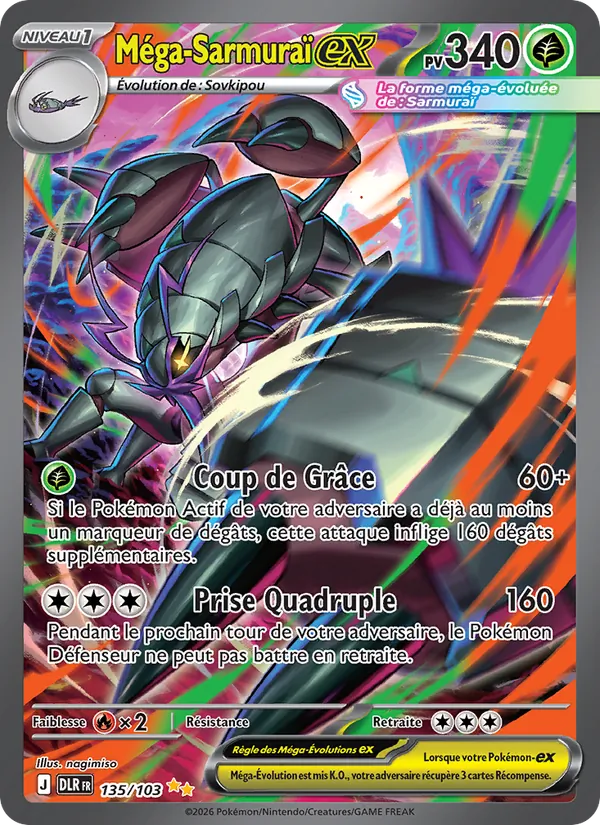 NIVEAU 1
Méga-Sarmuraï ex
PV 340
Évolution de : Sovkipou
La forme méga-évoluée
de : Sarmuraï
Coup de Grâce 60+
Si le Pokémon Actif de votre adversaire a déjà au moins
un marqueur de dégâts, cette attaque inflige 160 dégâts
supplémentaires.
Prise Quadruple 160
Pendant le prochain tour de votre adversaire, le Pokémon
Défenseur ne peut pas battre en retraite.
Faiblesse ×2 Résistance Retraite
Illus. nagimiso
Règle des Méga-Évolutions ex
Lorsque votre Pokémon-ex
Méga-Évolution est mis K.O., votre adversaire récupère 3 cartes Récompense.
J DLR FR 135/103
©2026 Pokémon/Nintendo/Creatures/GAME FREAK